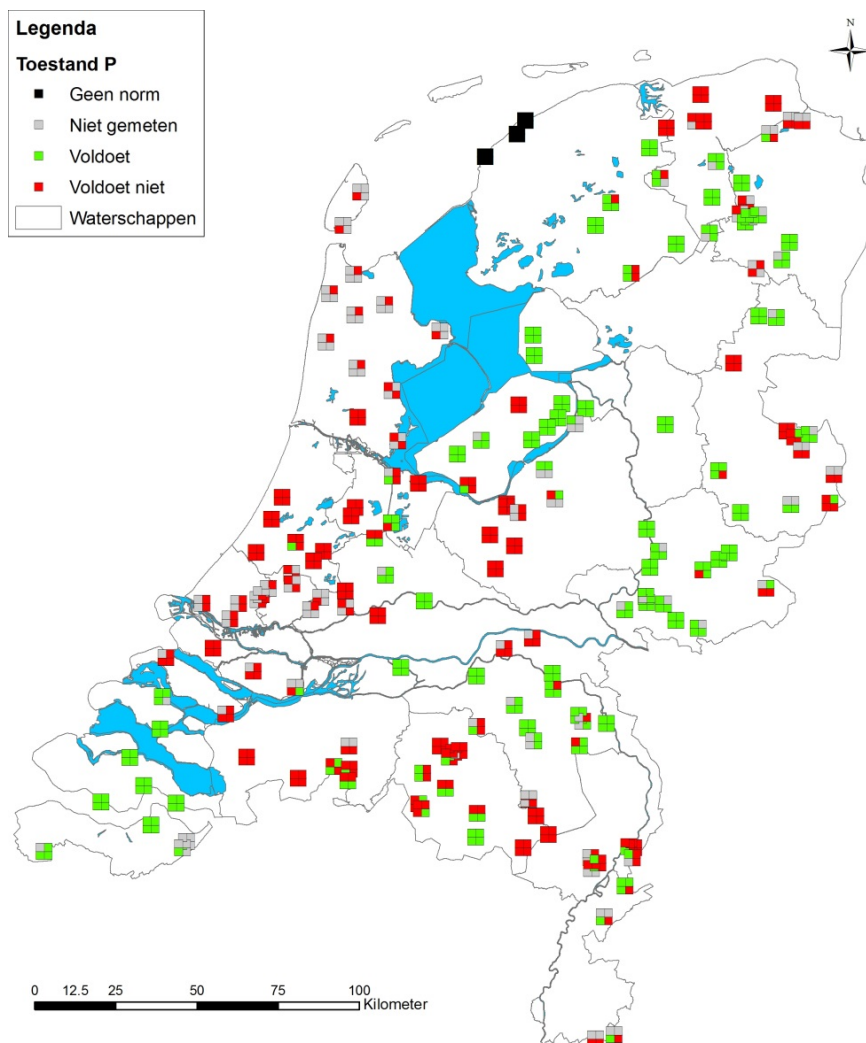 Legenda
Toestand P
Geen norm
Niet gemeten
Voldoet
Voldoet niet
Waterschappen
N
0 12.5 25 50 75 100
Kilometer